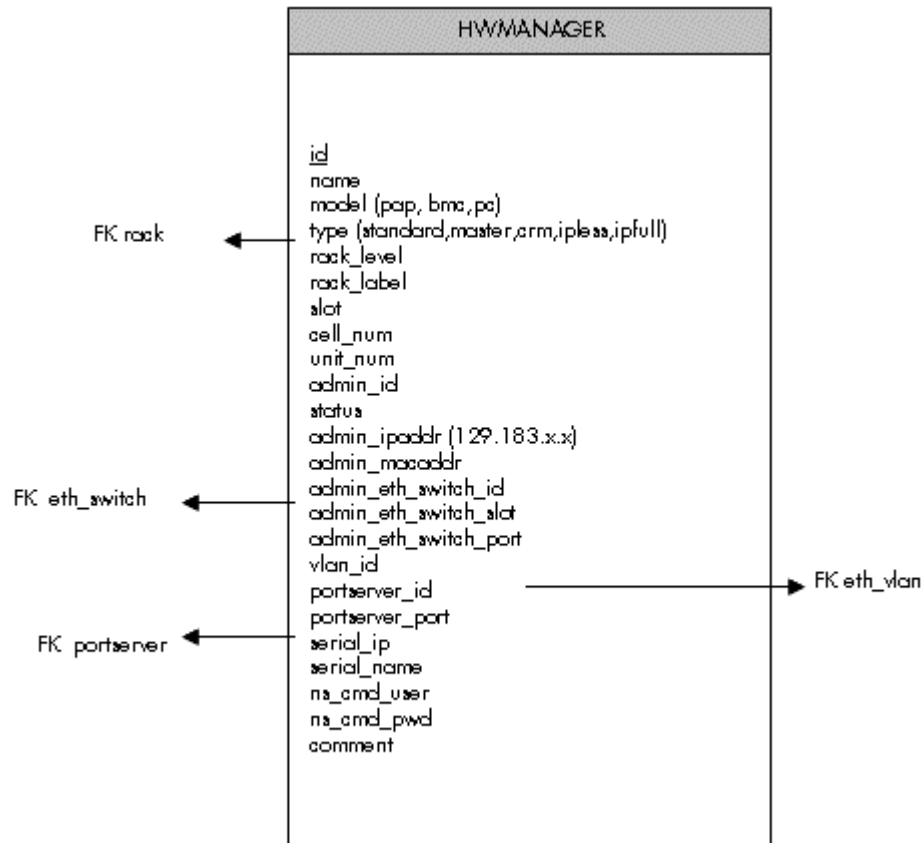 HWMANAGER
id
name
model (pap, bmc,pc)
FK rack
type (standard,master,crm,ipless,ipfull)
rack_level
rack_label
slot
cell_num
unit_num
admin_id
status
admin_ipaddr (129.183.x.x)
admin_macaddr
FK eth_switch
admin_eth_switch_id
admin_eth_switch_slot
admin_eth_switch_port
vlan_id
portserver_id
FK eth_vlan
portserver_port
FK portserver
serial_ip
serial_name
ns_cmd_user
ns_cmd_pwd
comment